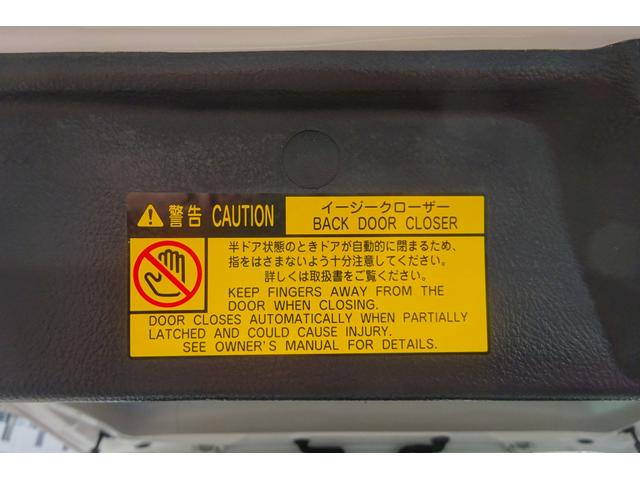 警告 CAUTION
イージークローザー
BACK DOOR CLOSER
半ドア状態のときドアが自動的に閉まるため、
指をはさまないよう十分注意してください。
詳しくは取扱書をご覧ください。
KEEP FINGERS AWAY FROM THE
DOOR WHEN CLOSING.
DOOR CLOSES AUTOMATICALLY WHEN PARTIALLY
LATCHED AND COULD CAUSE INJURY.
SEE OWNER'S MANUAL FOR DETAILS.